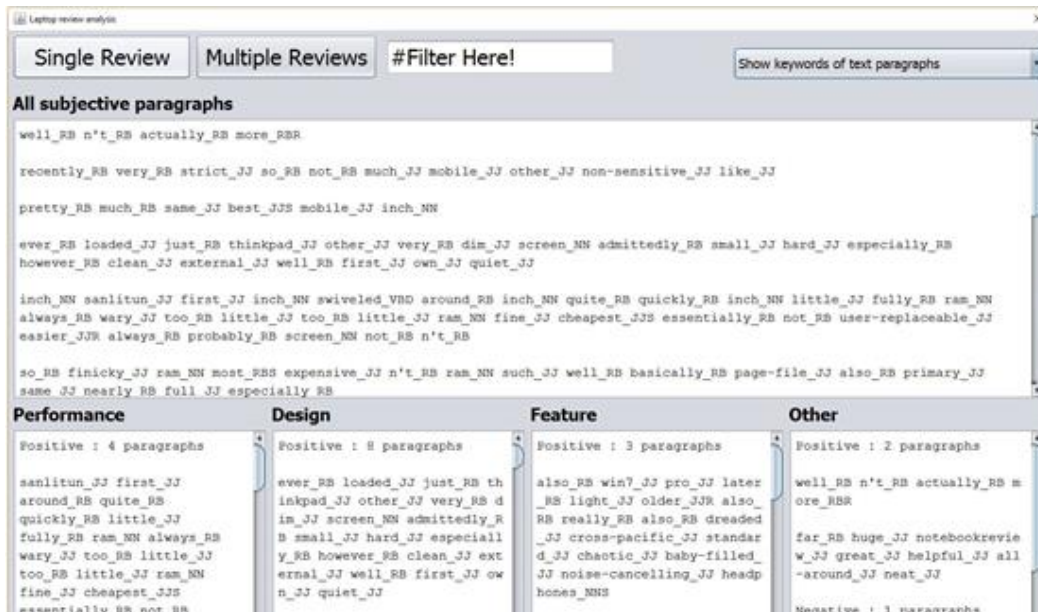 Laptop review analysis
Single Review
Multiple Reviews
#Filter Here!
Show keywords of text paragraphs
All subjective paragraphs
well_RB n't_RB actually_RB more_RBR
recently_RB very_RB strict_JJ so_RB not_RB much_JJ mobile_JJ other_JJ non-sensitive_JJ like_JJ
pretty_RB much_RB same_JJ best_JJS mobile_JJ inch_NN
ever_RB loaded_JJ just_RB thinkpad_JJ other_JJ very_RB dim_JJ screen_NN admittedly_RB small_JJ hard_JJ especially_RB
however_RB clean_JJ external_JJ well_RB first_JJ own_JJ quiet_JJ
inch_NN sanlitun_JJ first_JJ inch_NN swiveled_VBD around_RB inch_NN quite_RB quickly_RB inch_NN little_JJ fully_RB ram_NN
always_RB wary_JJ too_RB little_JJ too_RB little_JJ ram_NN fine_JJ cheapest_JJS essentially_RB not_RB user-replaceable_JJ
easier_JJR always_RB probably_RB screen_NN not_RB n't_RB
so_RB finicky_JJ ram_NN most_RBS expensive_JJ n't_RB ram_NN such_JJ well_RB basically_RB page-file_JJ also_RB primary_JJ
same_JJ nearly_RB full_JJ especially_RB
Performance
Positive : 4 paragraphs
sanlitun_JJ first_JJ
around_RB quite_RB
quickly_RB little_JJ
fully_RB ram_NN always_RB
wary_JJ too_RB little_JJ
too_RB little_JJ ram_NN
fine_JJ cheapest_JJS
essentially_RB not_RB
Design
Positive : 8 paragraphs
ever_RB loaded_JJ just_RB th
inkpad_JJ other_JJ very_RB d
im_JJ screen_NN admittedly_R
B small_JJ hard_JJ especiall
y_RB however_RB clean_JJ ext
ernal_JJ well_RB first_JJ ow
n_JJ quiet_JJ
Feature
Positive : 3 paragraphs
also_RB win7_JJ pro_JJ later
_RB light_JJ older_JJR also_
RB really_RB also_RB dreaded
_JJ cross-pacific_JJ standar
d_JJ chaotic_JJ baby-filled_
JJ noise-cancelling_JJ headp
hones_NNS
Other
Positive : 2 paragraphs
well_RB n't_RB actually_RB m
ore_RBR
far_RB huge_JJ notebookrevie
w_JJ great_JJ helpful_JJ all
-around_JJ neat_JJ
Negative : 3 paragraphs